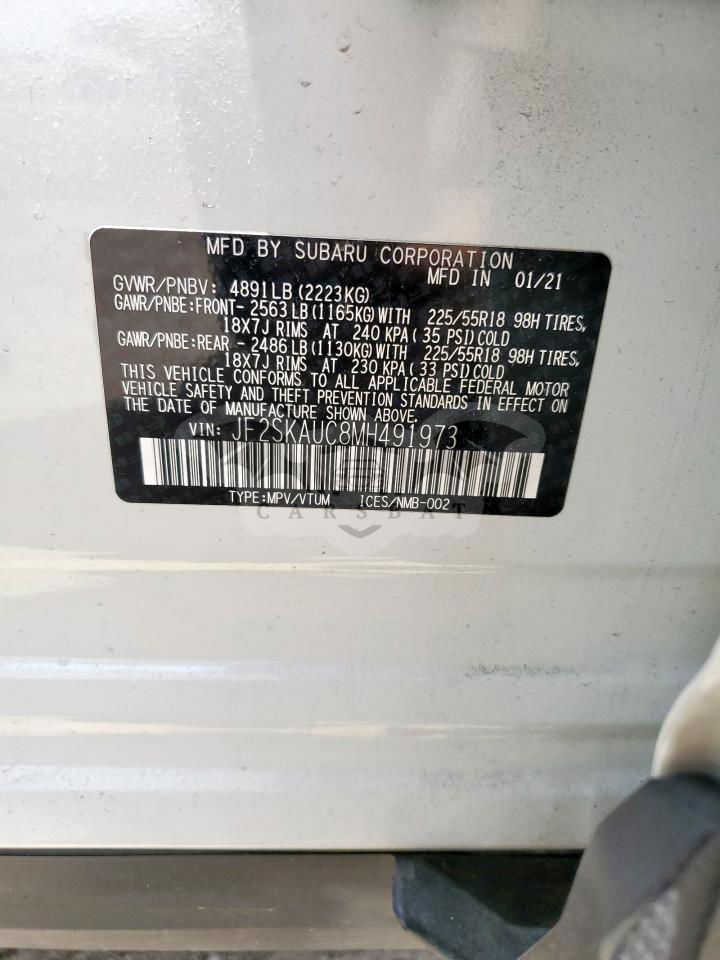 MFD BY SUBARU CORPORATION
MFD IN 01/21
GVWR/PNBV: 4891LB(2223KG)
GAWR/PNBE:FRONT- 2563LB(1165KG)WITH 225/55R18 98H TIRES,
18X7J RIMS AT 240 KPA( 35 PSI)COLD
GAWR/PNBE:REAR - 2486LB(1130KG)WITH 225/55R18 98H TIRES,
18X7J RIMS AT 230 KPA( 33 PSI)COLD
THIS VEHICLE CONFORMS TO ALL APPLICABLE FEDERAL MOTOR
VEHICLE SAFETY AND THEFT PREVENTION STANDARDS IN EFFECT ON
THE DATE OF MANUFACTURE SHOWN ABOVE.
VIN: JF2SKAUC8MH491973
TYPE:MPV/VTUM ICES/NMB-002
CARSBAT